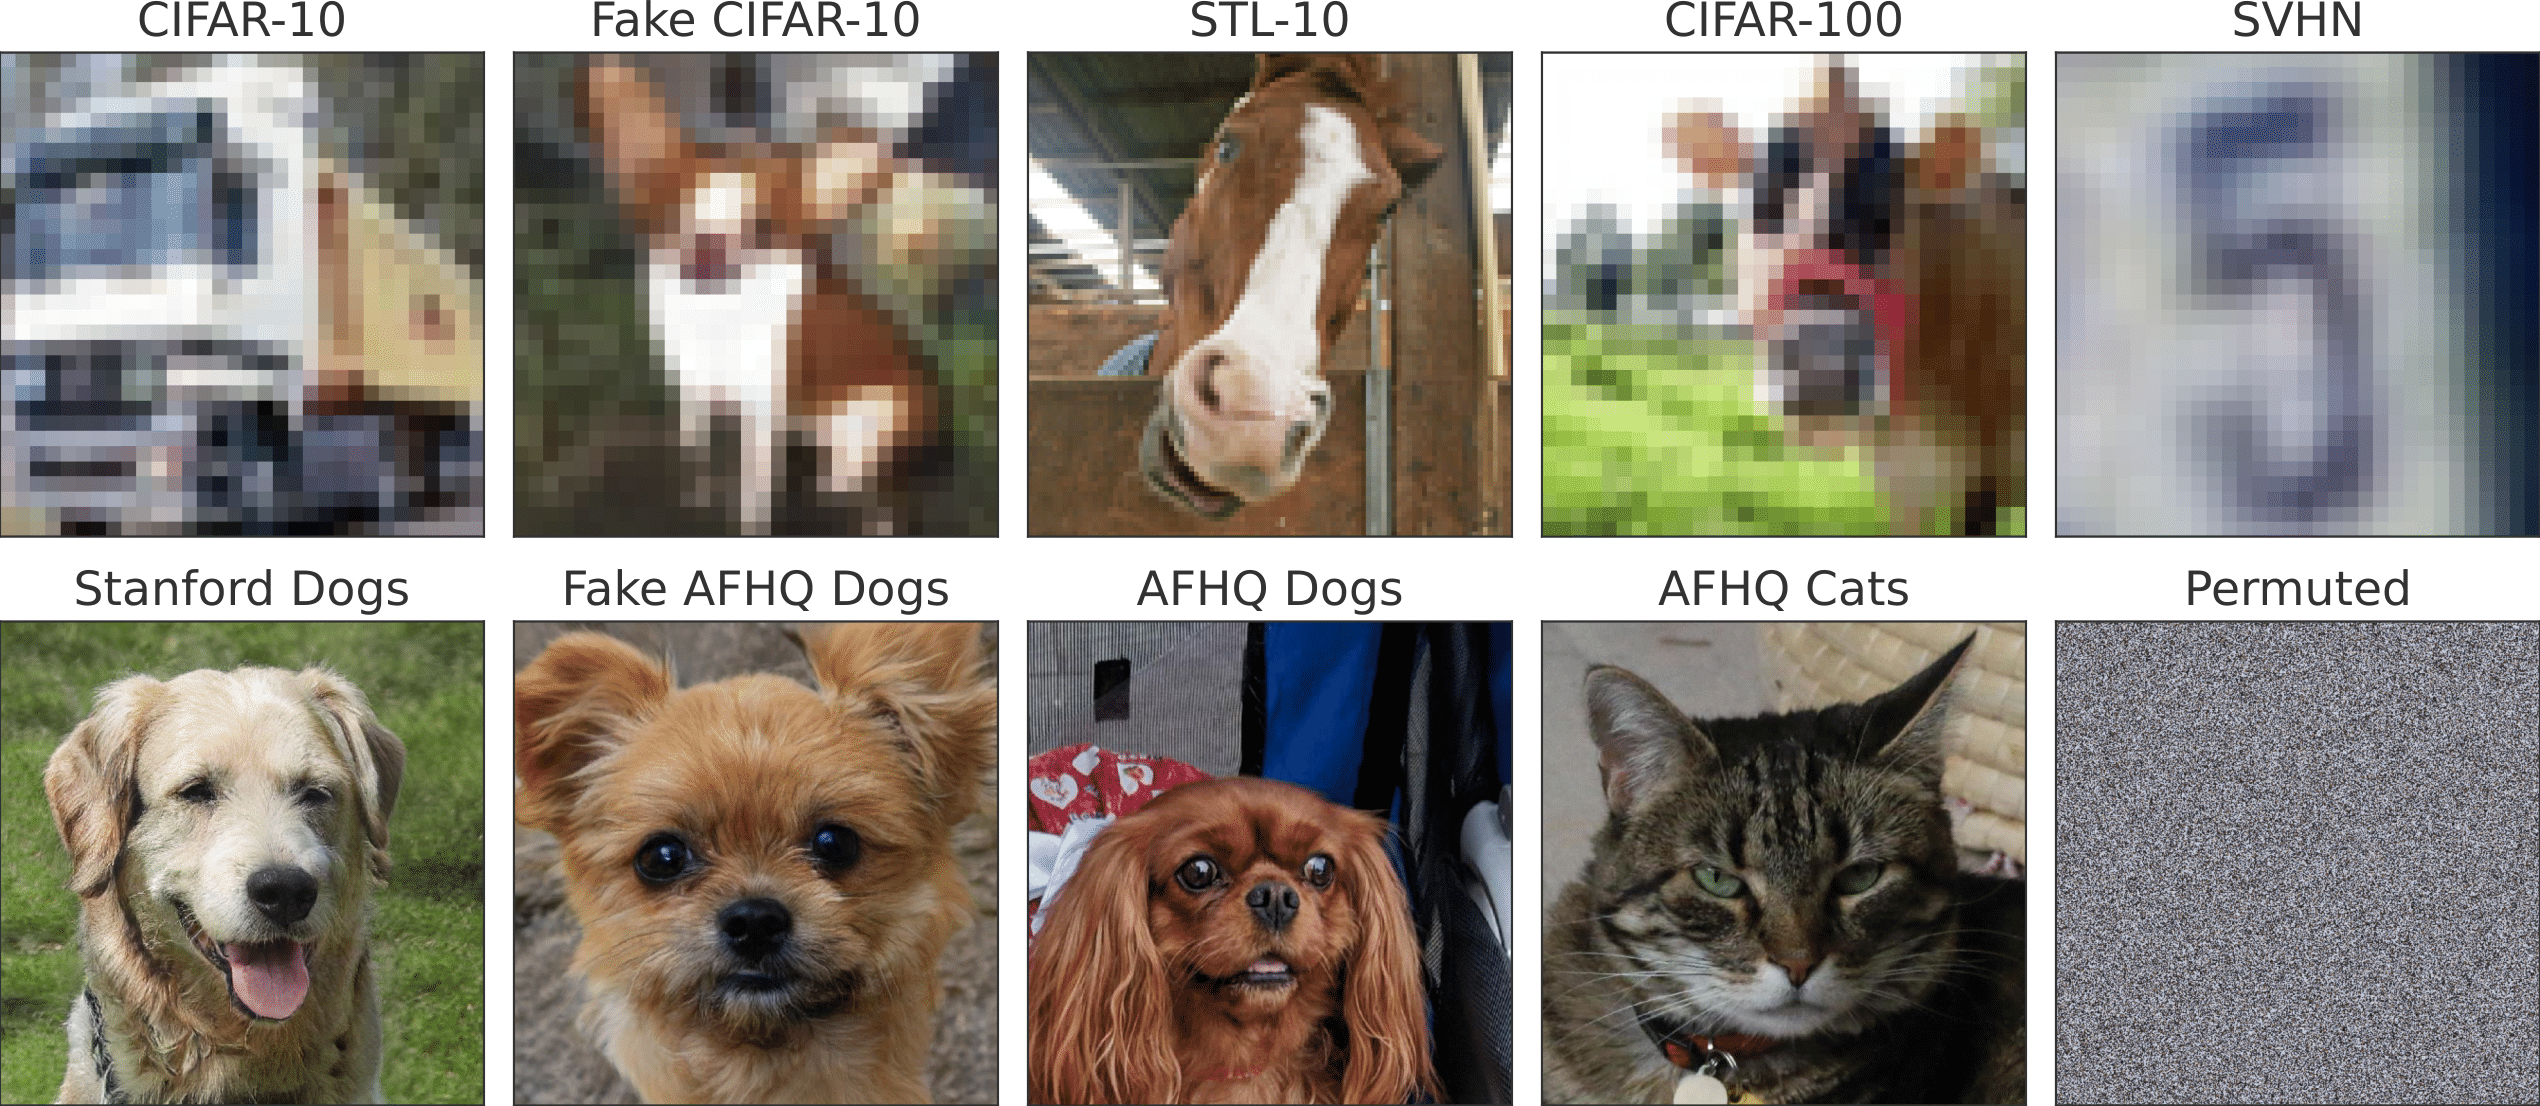 CIFAR-10
Fake CIFAR-10
STL-10
CIFAR-100
SVHN
5
Stanford Dogs
Fake AFHQ Dogs
AFHQ Dogs
AFHQ Cats
Permuted